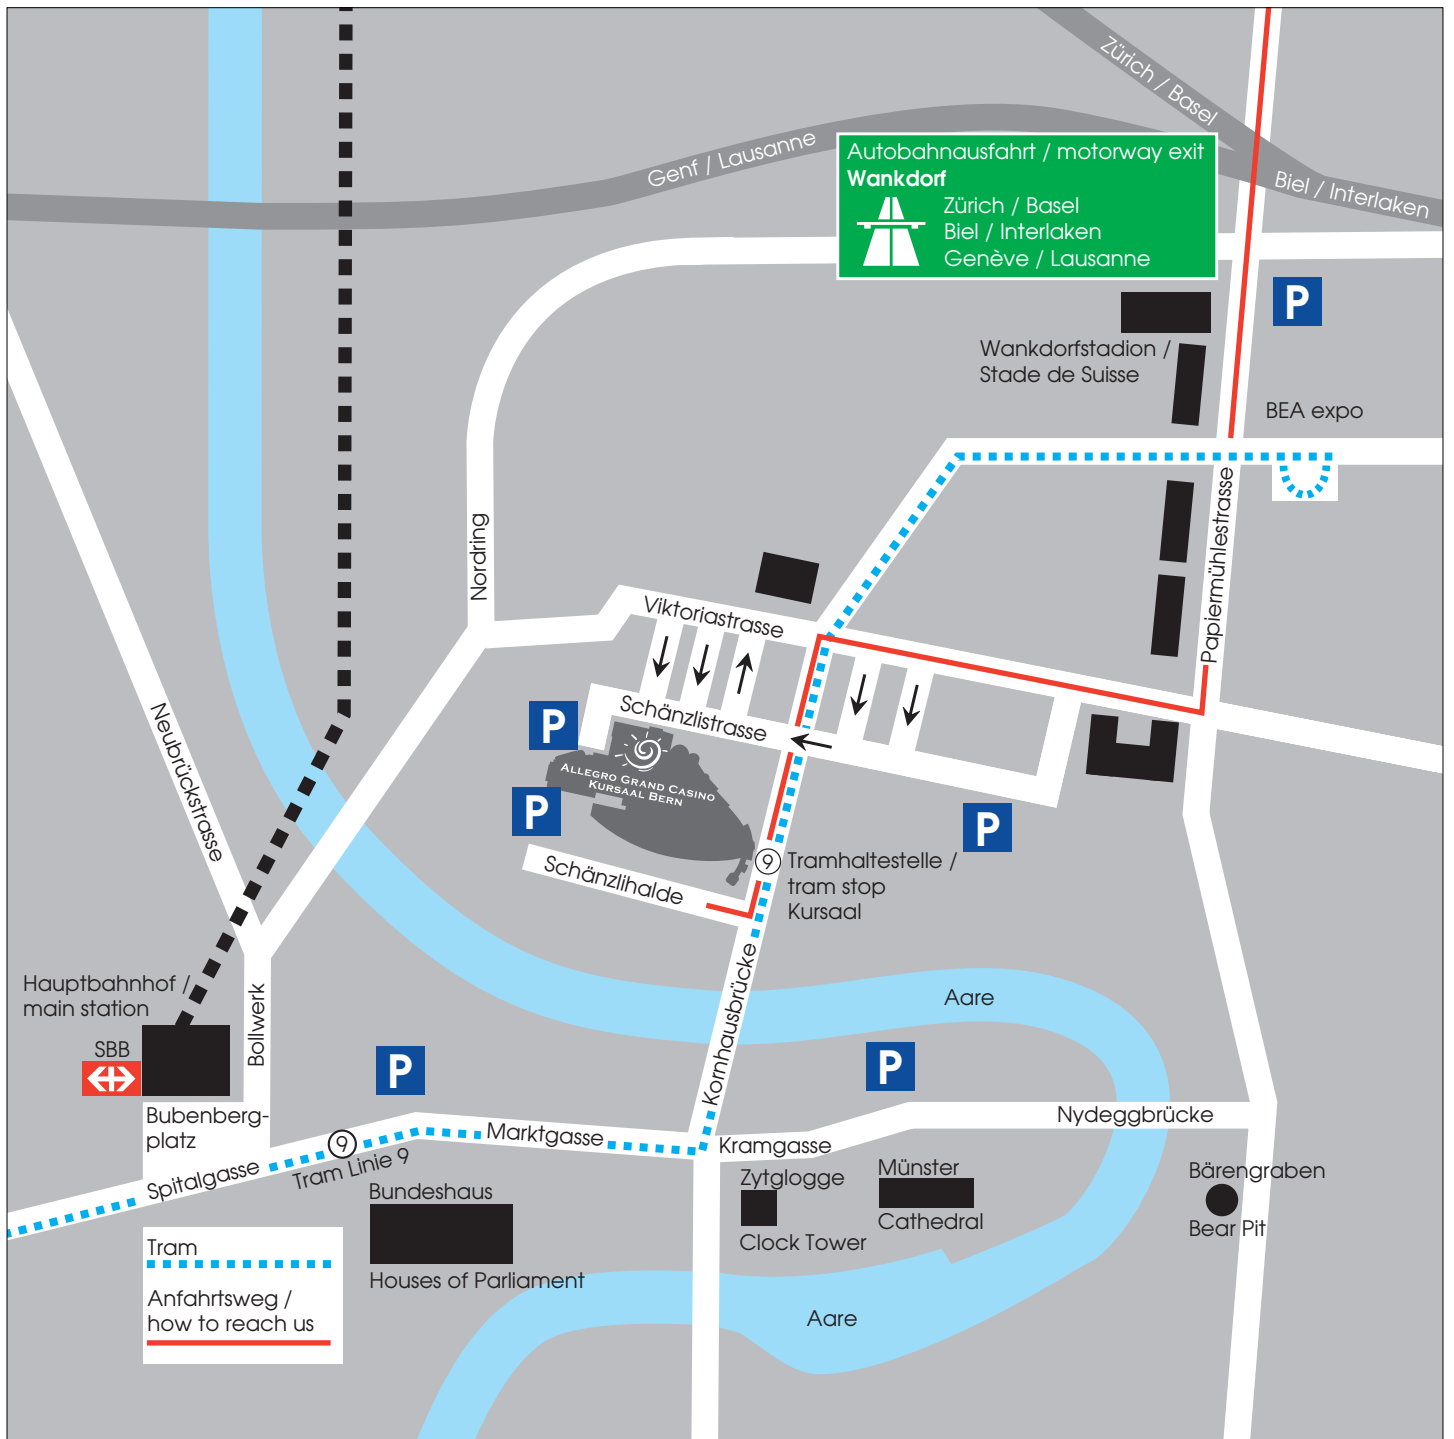 Zürich / Basel
Genf / Lausanne
Autobahnausfahrt / motorway exit
Wankdorf
Zürich / Basel
Biel / Interlaken
Genève / Lausanne
Biel / Interlaken
P
Wankdorfstadion /
Stade de Suisse
BEA expo
Papiermühlestrasse
Nordring
Viktoriastrasse
Schänzlistrasse
P
ALLEGRO GRAND CASINO
KURSAAL BERN
P
P
Neubrückstrasse
Schänzlihalde
9
Tramhaltestelle /
tram stop
Kursaal
Kornhausbrücke
Aare
Hauptbahnhof /
main station
SBB
Bollwerk
P
P
Bubenberg-
platz
Spitalgasse
9
Tram Linie 9
Marktgasse
Kramgasse
Nydeggbrücke
Zytglogge
Clock Tower
Münster
Cathedral
Bärengraben
Bear Pit
Bundeshaus
Houses of Parliament
Aare
Tram
Anfahrtsweg /
how to reach us